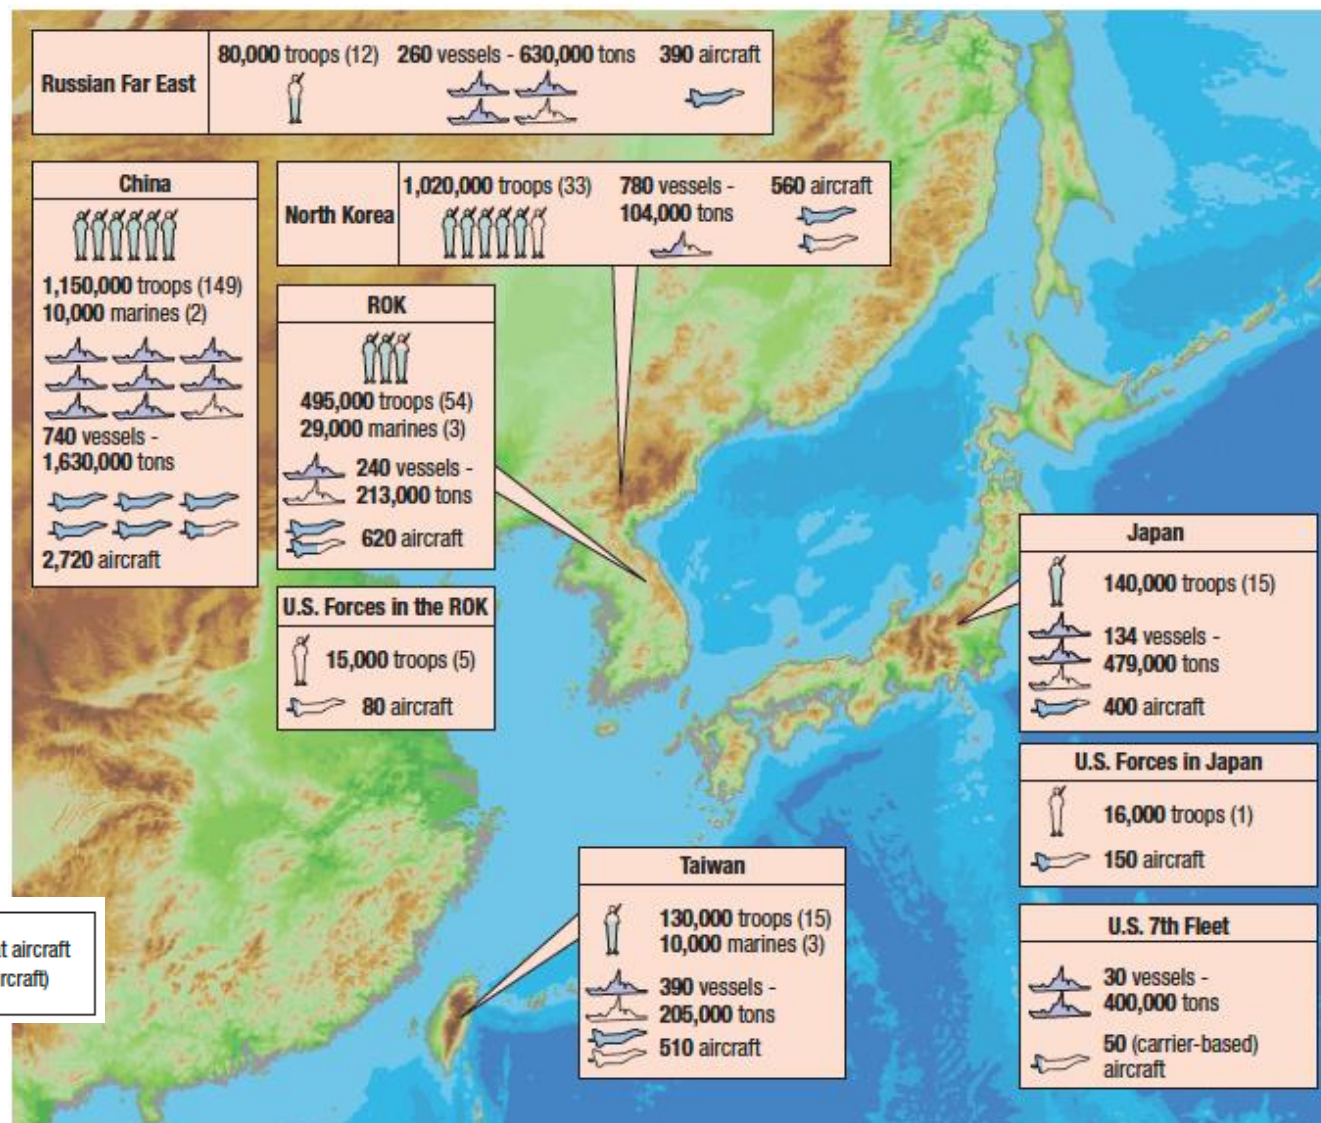 Russian Far East
80,000 troops (12)
260 vessels - 630,000 tons
390 aircraft
China
1,150,000 troops (149)
10,000 marines (2)
740 vessels -
1,630,000 tons
2,720 aircraft
North Korea
1,020,000 troops (33)
780 vessels -
104,000 tons
560 aircraft
ROK
495,000 troops (54)
29,000 marines (3)
240 vessels -
213,000 tons
620 aircraft
U.S. Forces in the ROK
15,000 troops (5)
80 aircraft
Japan
140,000 troops (15)
134 vessels -
479,000 tons
400 aircraft
U.S. Forces in Japan
16,000 troops (1)
150 aircraft
Taiwan
130,000 troops (15)
10,000 marines (3)
390 vessels -
205,000 tons
510 aircraft
U.S. 7th Fleet
30 vessels -
400,000 tons
50 (carrier-based)
aircraft
aircraft